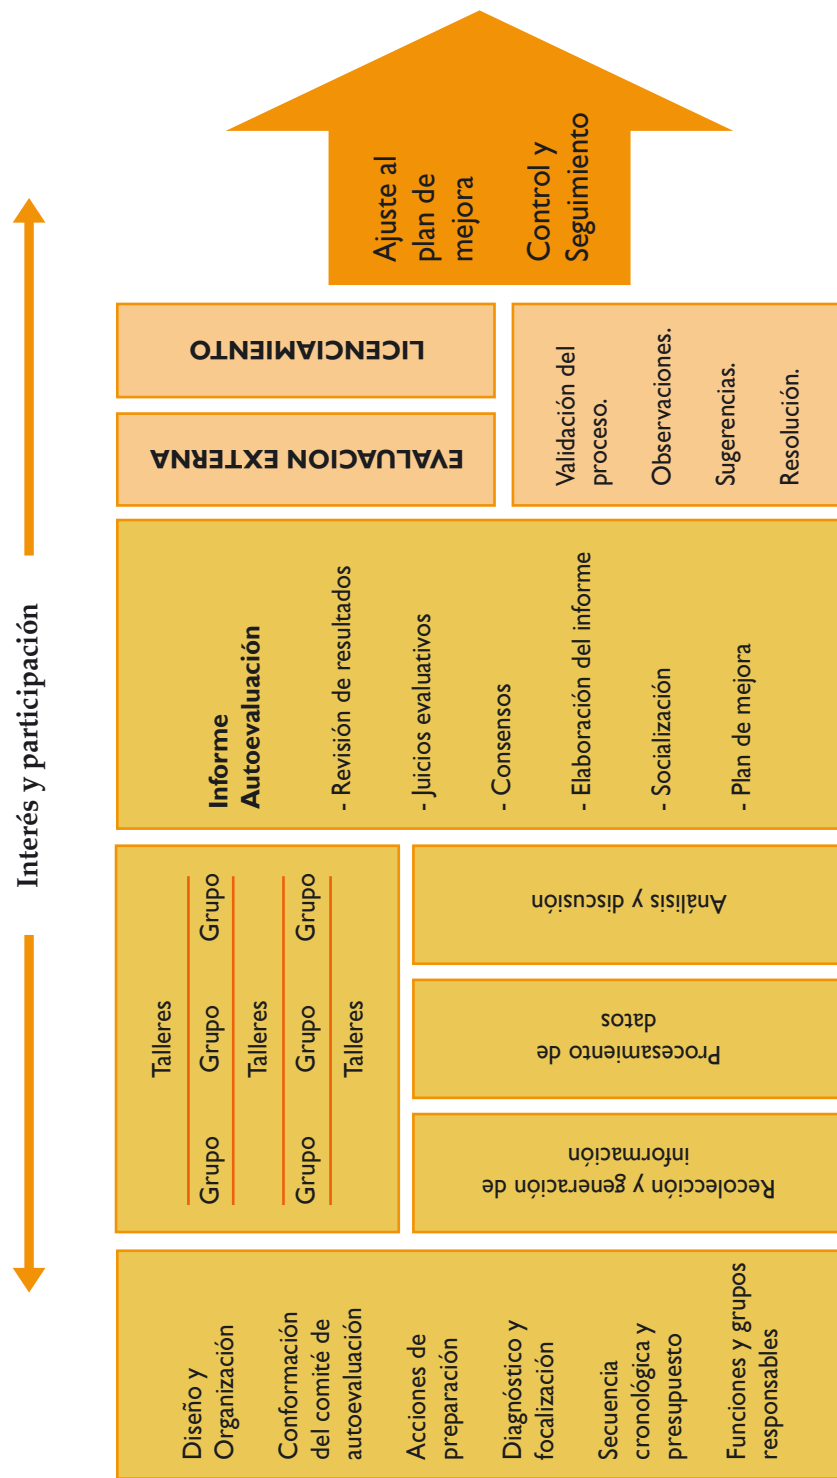 Interés y participación
Diseño y
Organización
Conformación
del comité de
autoevaluación
Acciones de
preparación
Diagnóstico y
focalización
Secuencia
cronológica y
presupuesto
Funciones y grupos
responsables
Talleres
Grupo Grupo Grupo
Talleres
Grupo Grupo Grupo
Talleres
Recolección y generación de
información
Procesamiento de
datos
Análisis y discusión
Informe
Autoevaluación
- Revisión de resultados
- Juicios evaluativos
- Consensos
- Elaboración del informe
- Socialización
- Plan de mejora
EVALUACION EXTERNA
LICENCIAMIENTO
Validación del
proceso.
Observaciones.
Sugerencias.
Resolución.
Ajuste al
plan de
mejora
Control y
Seguimiento